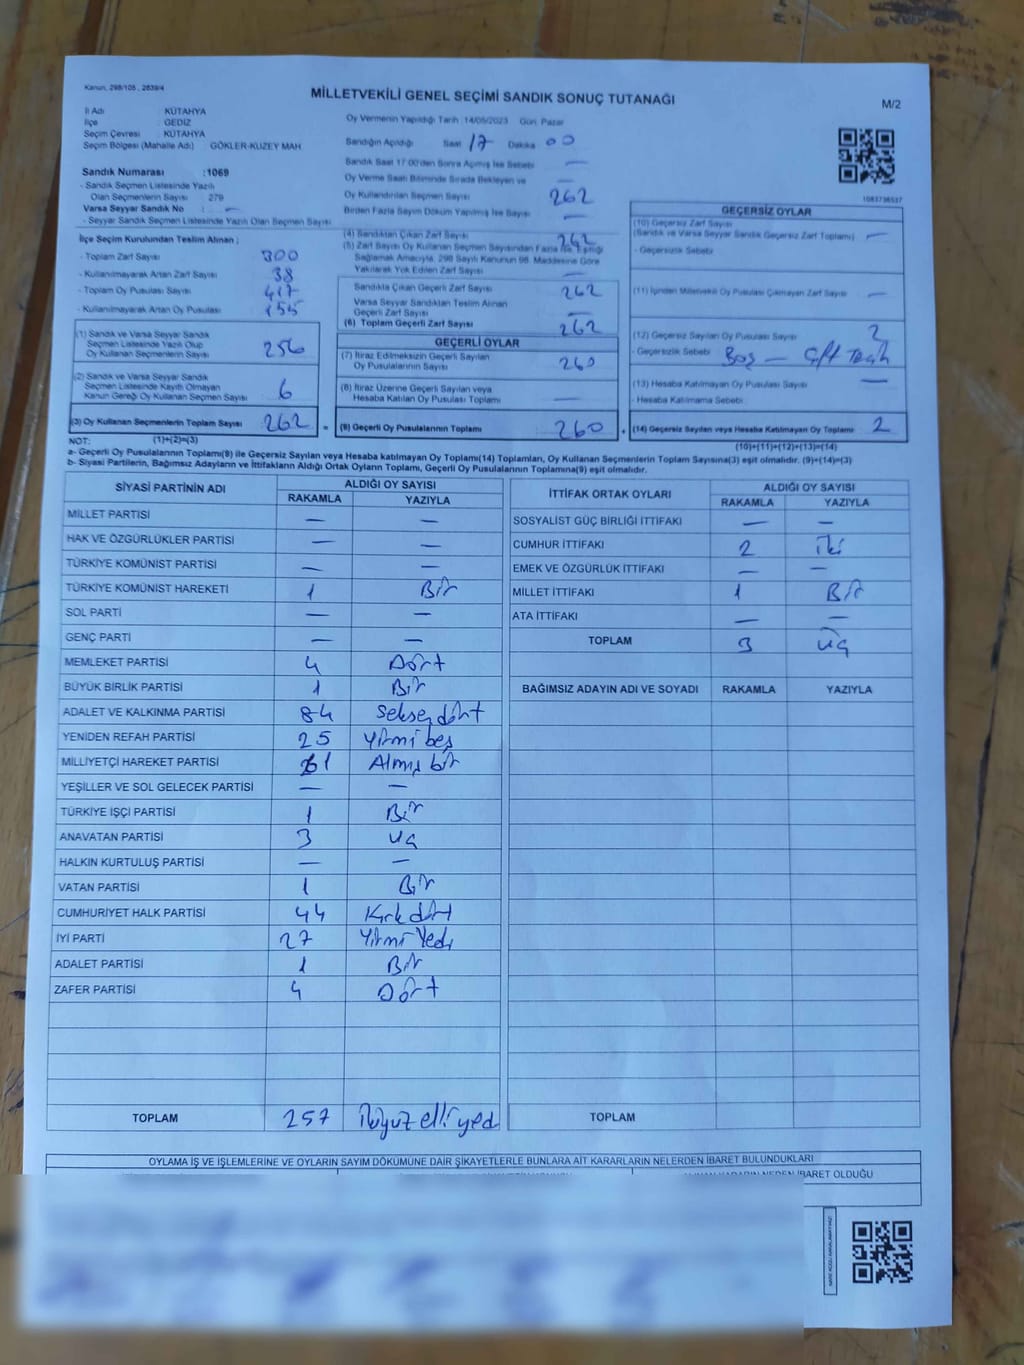 Kanun, 298/105 , 2839/4
MİLLETVEKİLİ GENEL SEÇİMİ SANDIK SONUÇ TUTANAĞI
M/2
İl Adı : KÜTAHYA
İlçe : GEDİZ
Seçim Çevresi : KÜTAHYA
Seçim Bölgesi (Mahalle Adı) GÖKLER-KUZEY MAH
Sandık Numarası :1069
- Sandık Seçmen Listesinde Yazılı
Olan Seçmenlerin Sayısı : 279
Varsa Seyyar Sandık No : —
- Seyyar Sandık Seçmen Listesinde Yazılı Olan Seçmen Sayısı
Oy Vermenin Yapıldığı Tarih :14/05/2023 Gün: Pazar
Sandığın Açıldığı Saat 17 Dakika 00
Sandık Saat 17:00'den Sonra Açılmış İse Sebebi —
Oy Verme Saati Bitiminde Sırada Bekleyen ve —
Oy Kullandırılan Seçmen Sayısı 262
Birden Fazla Sayım Döküm Yapılmış İse Sayısı —
İlçe Seçim Kurulundan Teslim Alınan ;
- Toplam Zarf Sayısı 300
- Kullanılmayarak Artan Zarf Sayısı 38
- Toplam Oy Pusulası Sayısı 417
- Kullanılmayarak Artan Oy Pusulası 155
(1) Sandık ve Varsa Seyyar Sandık
Seçmen Listesinde Yazılı Olup
Oy Kullanan Seçmenlerin Sayısı 256
(2) Sandık ve Varsa Seyyar Sandık
Seçmen Listesinde Kayıtlı Olmayan
Kanun Gereği Oy Kullanan Seçmen Sayısı 6
(3) Oy Kullanan Seçmenlerin Toplam Sayısı 262
(4) Sandıktan Çıkan Zarf Sayısı 262
(5) Zarf Sayısı Oy Kullanan Seçmen Sayısından Fazla İse, Eşitliği
Sağlamak Amacıyla, 298 Sayılı Kanunun 98. Maddesine Göre
Yakılarak Yok Edilen Zarf Sayısı —
Sandıkta Çıkan Geçerli Zarf Sayısı 262
Varsa Seyyar Sandıktan Teslim Alınan
Geçerli Zarf Sayısı —
(6) Toplam Geçerli Zarf Sayısı 262
GEÇERLİ OYLAR
(7) İtiraz Edilmeksizin Geçerli Sayılan
Oy Pusulalarının Sayısı 260
(8) İtiraz Üzerine Geçerli Sayılan veya
Hesaba Katılan Oy Pusulası Toplamı —
= (9) Geçerli Oy Pusulalarının Toplamı 260 +
1083738537
GEÇERSİZ OYLAR
(10) Geçersiz Zarf Sayısı
(Sandık ve Varsa Seyyar Sandık Geçersiz Zarf Toplamı) —
- Geçersizlik Sebebi
(11) İçinden Milletvekili Oy Pusulası Çıkmayan Zarf Sayısı —
(12) Geçersiz Sayılan Oy Pusulası Sayısı 2
- Geçersizlik Sebebi Boş —
(13) Hesaba Katılmayan Oy Pusulası Sayısı —
- Hesaba Katılmama Sebebi
(14) Geçersiz Sayılan veya Hesaba Katılmayan Oy Toplamı 2
NOT: (1)+(2)=(3)
(10)+(11)+(12)+(13)=(14)
a- Geçerli Oy Pusulalarının Toplamı(9) ile Geçersiz Sayılan veya Hesaba katılmayan Oy Toplamı(14) Toplamları, Oy Kullanan Seçmenlerin Toplam Sayısına(3) eşit olmalıdır. (9)+(14)=(3)
b- Siyasi Partilerin, Bağımsız Adayların ve İttifakların Aldığı Ortak Oyların Toplamı, Geçerli Oy Pusulalarının Toplamına(9) eşit olmalıdır.
SİYASİ PARTİNİN ADI ALDIĞI OY SAYISI
RAKAMLA YAZIYLA
MİLLET PARTİSİ — —
HAK VE ÖZGÜRLÜKLER PARTİSİ — —
TÜRKİYE KOMÜNİST PARTİSİ — —
TÜRKİYE KOMÜNİST HAREKETİ 1 Bir
SOL PARTİ — —
GENÇ PARTİ — —
MEMLEKET PARTİSİ 4 Dört
BÜYÜK BİRLİK PARTİSİ 1 Bir
ADALET VE KALKINMA PARTİSİ 84 Seksendört
YENİDEN REFAH PARTİSİ 25 Yirmi beş
MİLLİYETÇİ HAREKET PARTİSİ 61 Almış bir
YEŞİLLER VE SOL GELECEK PARTİSİ — —
TÜRKİYE İŞÇİ PARTİSİ 1 Bir
ANAVATAN PARTİSİ 3 Üç
HALKIN KURTULUŞ PARTİSİ — —
VATAN PARTİSİ 1 Bir
CUMHURİYET HALK PARTİSİ 44 Kırk dört
İYİ PARTİ 27 Yirmi Yedi
ADALET PARTİSİ 1 Bir
ZAFER PARTİSİ 4 Dört
TOPLAM 257 İkiyüz elli yedi
İTTİFAK ORTAK OYLARI ALDIĞI OY SAYISI
RAKAMLA YAZIYLA
SOSYALİST GÜÇ BİRLİĞİ İTTİFAKI — —
CUMHUR İTTİFAKI 2 iki
EMEK VE ÖZGÜRLÜK İTTİFAKI — —
MİLLET İTTİFAKI 1 Bir
ATA İTTİFAKI — —
TOPLAM 3 Üç
BAĞIMSIZ ADAYIN ADI VE SOYADI RAKAMLA YAZIYLA
TOPLAM
OYLAMA İŞ VE İŞLEMLERİNE VE OYLARIN SAYIM DÖKÜMÜNE DAİR ŞİKAYETLERLE BUNLARA AİT KARARLARIN NELERDEN İBARET BULUNDUKLARI
NEDEN İBARET OLDUĞU